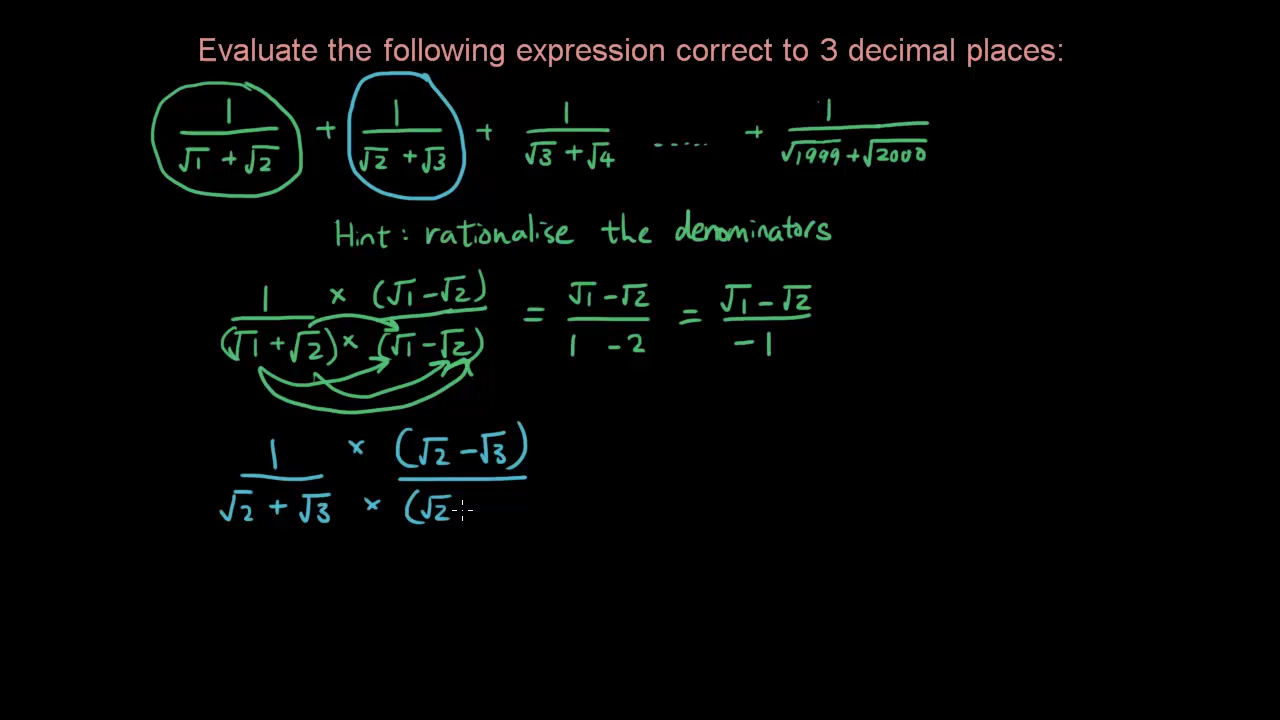 Evaluate the following expression correct to 3 decimal places:
1/(√1 + √2) + 1/(√2 + √3) + 1/(√3 + √4) ..... + 1/(√1999 + √2000)
Hint: rationalise the denominators
1/(√1 + √2) × (√1 − √2)/(√1 − √2) = (√1 − √2)/(1 − 2) = (√1 − √2)/(−1)
1/(√2 + √3) × (√2 − √3)
× (√2